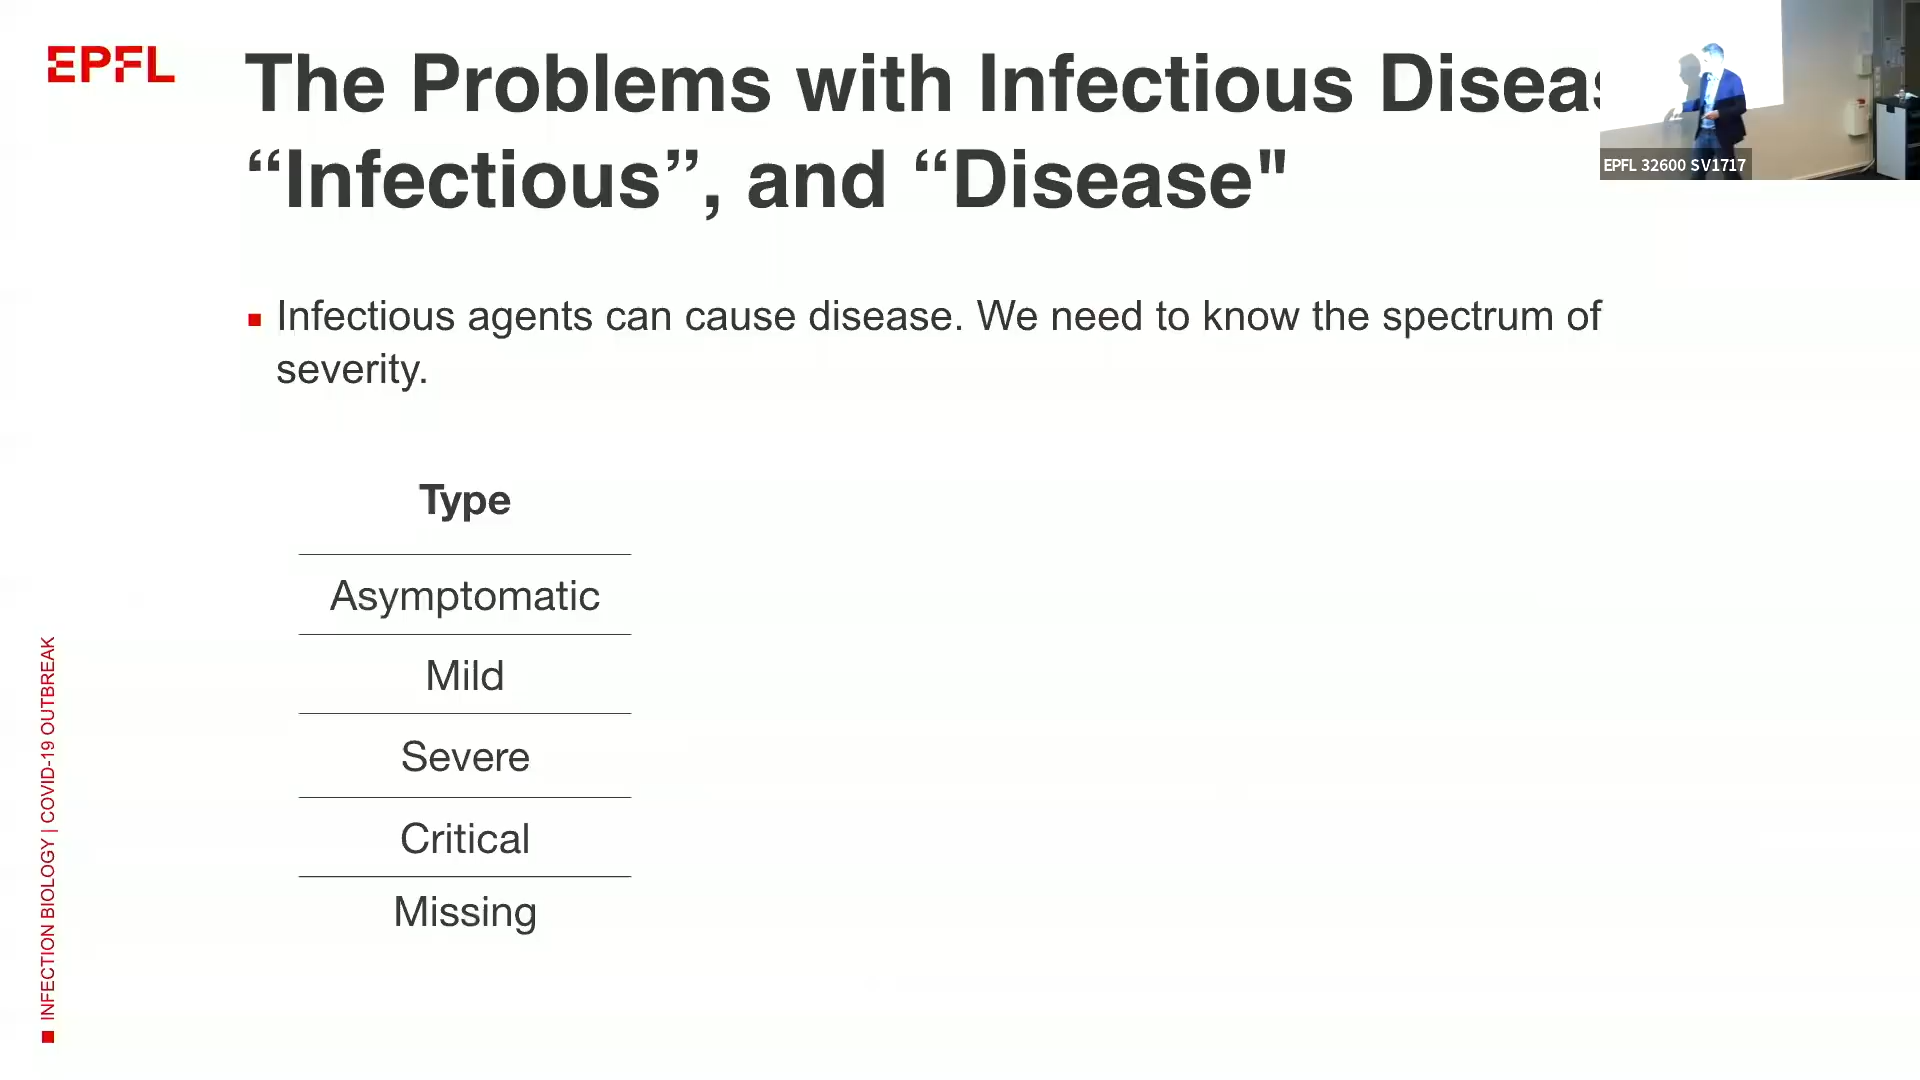 EPFL
The Problems with Infectious
“Infectious”, and “Disease"
EPFL 32600 SV1717
Infectious agents can cause disease. We need to know the spectrum of
severity.
Type
Asymptomatic
Mild
Severe
Critical
Missing
INFECTION BIOLOGY | COVID-19 OUTBREAK